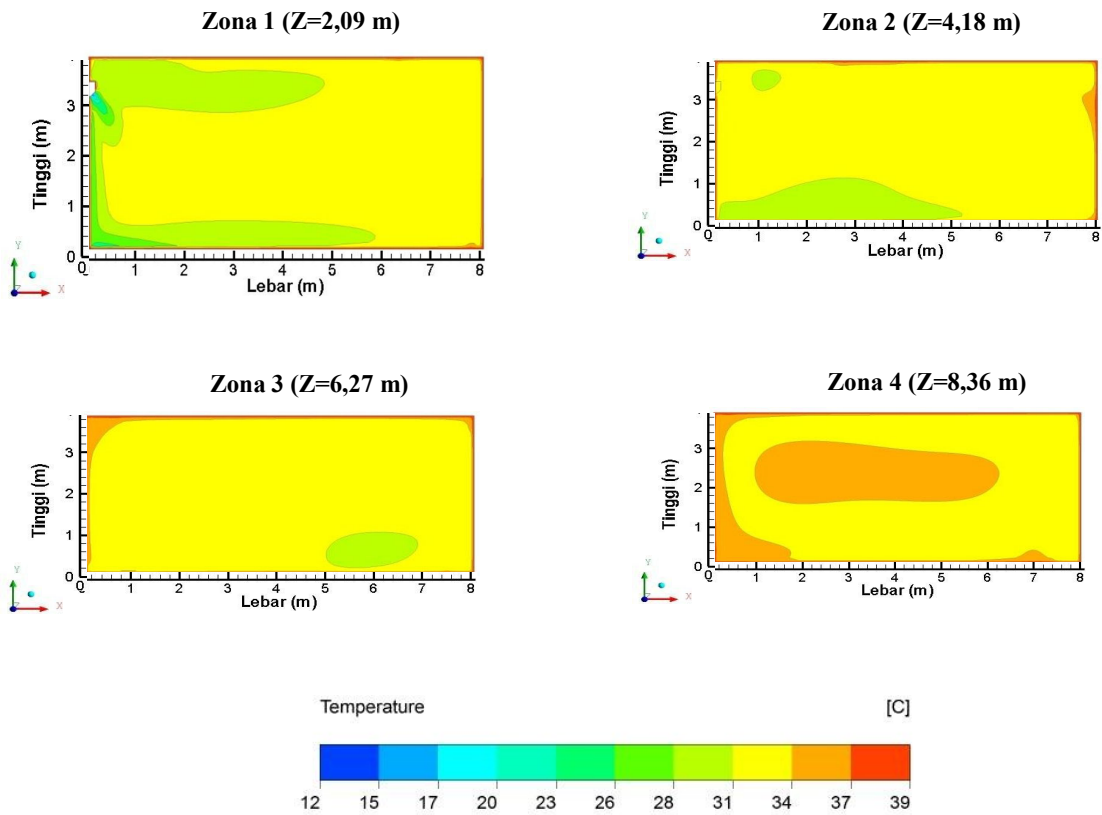 Zona 1 (Z=2,09 m)
Zona 2 (Z=4,18 m)
Tinggi (m)
3
2
1
0
0 1 2 3 4 5 6 7 8
Lebar (m)
Y
Z
X
Tinggi (m)
3
2
1
0
0 1 2 3 4 5 6 7 8
Lebar (m)
Y
Z
X
Zona 3 (Z=6,27 m)
Zona 4 (Z=8,36 m)
Tinggi (m)
3
2
1
0
0 1 2 3 4 5 6 7 8
Lebar (m)
Y
Z
X
Tinggi (m)
3
2
1
0
0 1 2 3 4 5 6 7 8
Lebar (m)
Y
Z
X
Temperature [C]
12 15 17 20 23 26 28 31 34 37 39